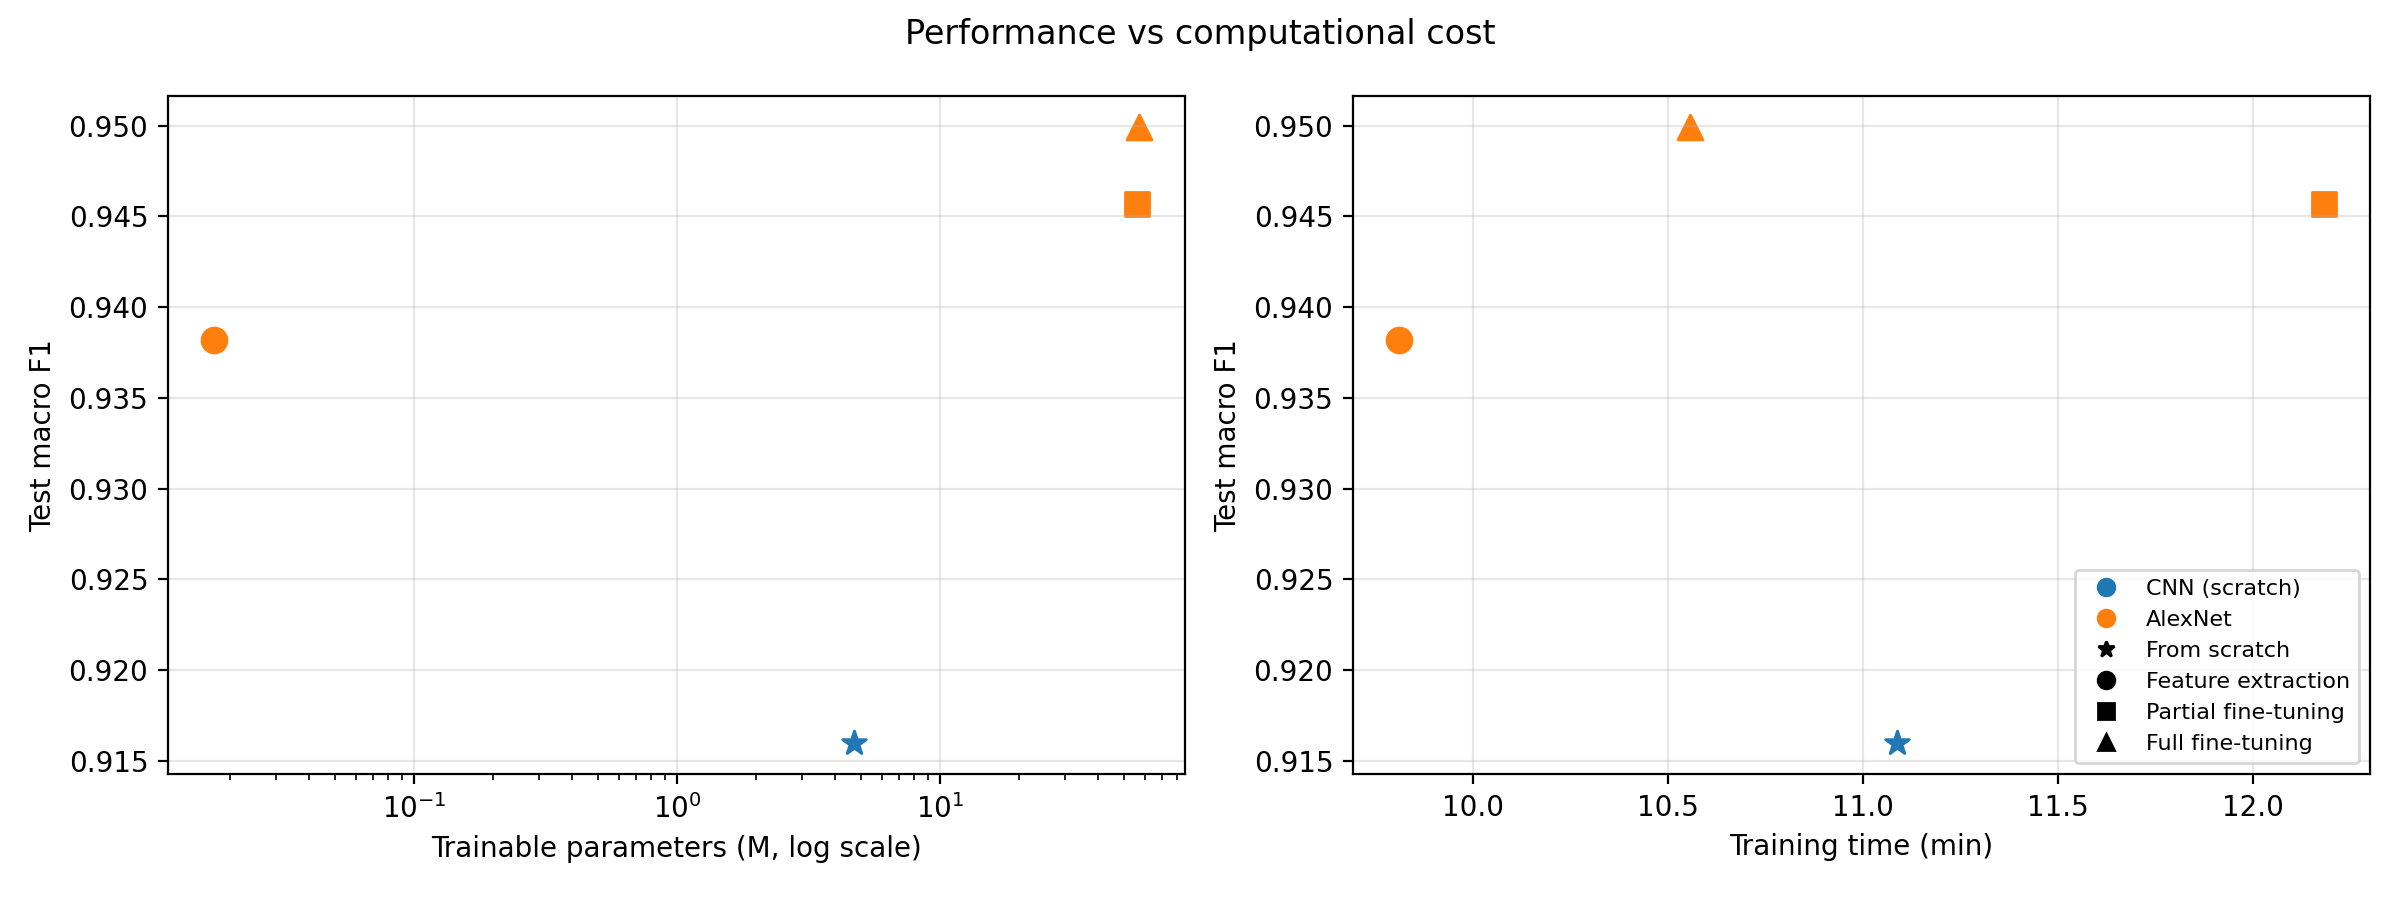 Performance vs computational cost
0.950
0.945
0.940
0.935
0.930
0.925
0.920
0.915
Test macro F1
10⁻¹
10⁰
10¹
Trainable parameters (M, log scale)
0.950
0.945
0.940
0.935
0.930
0.925
0.920
0.915
Test macro F1
10.0
10.5
11.0
11.5
12.0
Training time (min)
CNN (scratch)
AlexNet
From scratch
Feature extraction
Partial fine-tuning
Full fine-tuning